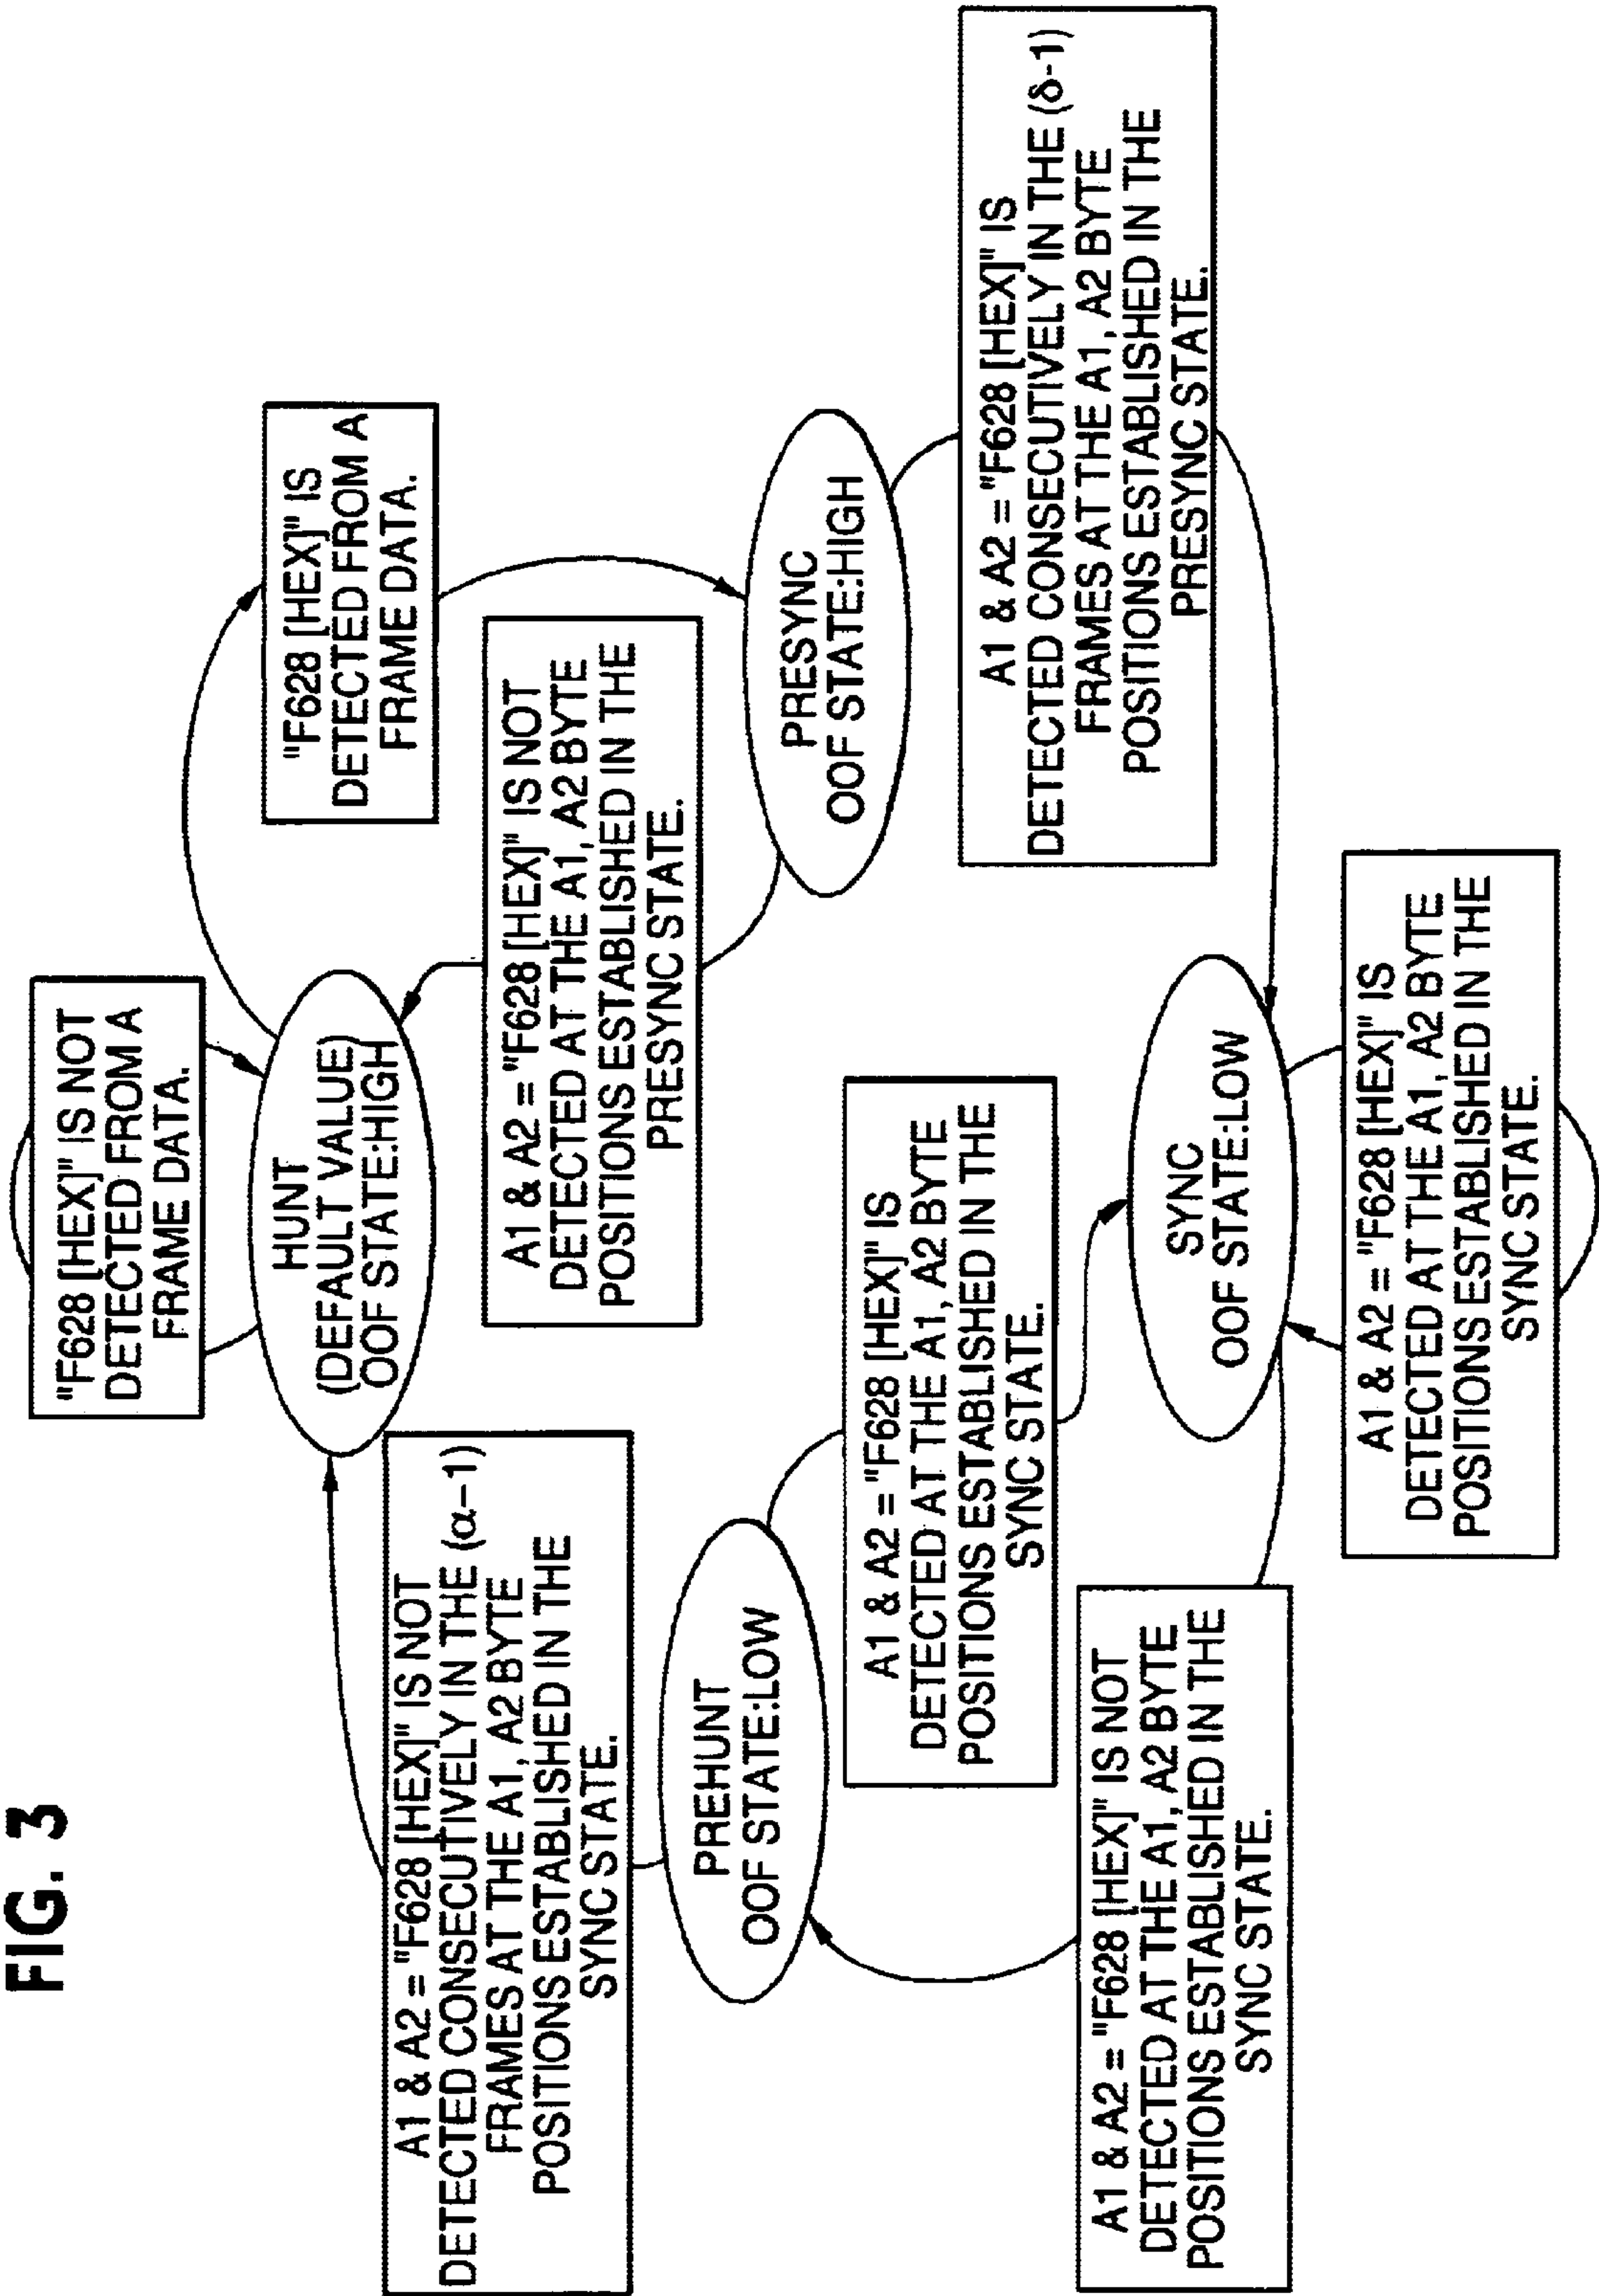 FIG. 3
"F628 [HEX]" IS NOT
DETECTED FROM A
FRAME DATA.
HUNT
(DEFAULT VALUE)
OOF STATE:HIGH
"F628 [HEX]" IS
DETECTED FROM A
FRAME DATA.
A1 & A2 = "F628 [HEX]" IS NOT
DETECTED CONSECUTIVELY IN THE (α−1)
FRAMES AT THE A1, A2 BYTE
POSITIONS ESTABLISHED IN THE
SYNC STATE.
A1 & A2 = "F628 [HEX]" IS NOT
DETECTED AT THE A1, A2 BYTE
POSITIONS ESTABLISHED IN THE
PRESYNC STATE.
PREHUNT
OOF STATE:LOW
PRESYNC
OOF STATE:HIGH
A1 & A2 = "F628 [HEX]" IS
DETECTED AT THE A1, A2 BYTE
POSITIONS ESTABLISHED IN THE
SYNC STATE.
A1 & A2 = "F628 [HEX]" IS
DETECTED CONSECUTIVELY IN THE (δ-1)
FRAMES AT THE A1, A2 BYTE
POSITIONS ESTABLISHED IN THE
PRESYNC STATE.
A1 & A2 = "F628 [HEX]" IS NOT
DETECTED AT THE A1, A2 BYTE
POSITIONS ESTABLISHED IN THE
SYNC STATE.
SYNC
OOF STATE:LOW
A1 & A2 = "F628 [HEX]" IS
DETECTED AT THE A1, A2 BYTE
POSITIONS ESTABLISHED IN THE
SYNC STATE.